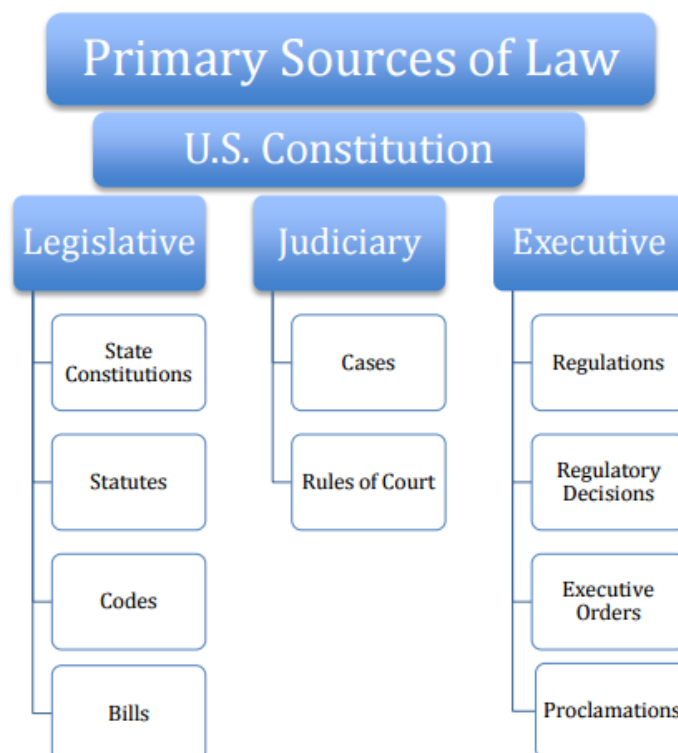 Primary Sources of Law
U.S. Constitution
Legislative
State
Constitutions
Statutes
Codes
Bills
Judiciary
Cases
Rules of Court
Executive
Regulations
Regulatory
Decisions
Executive
Orders
Proclamations